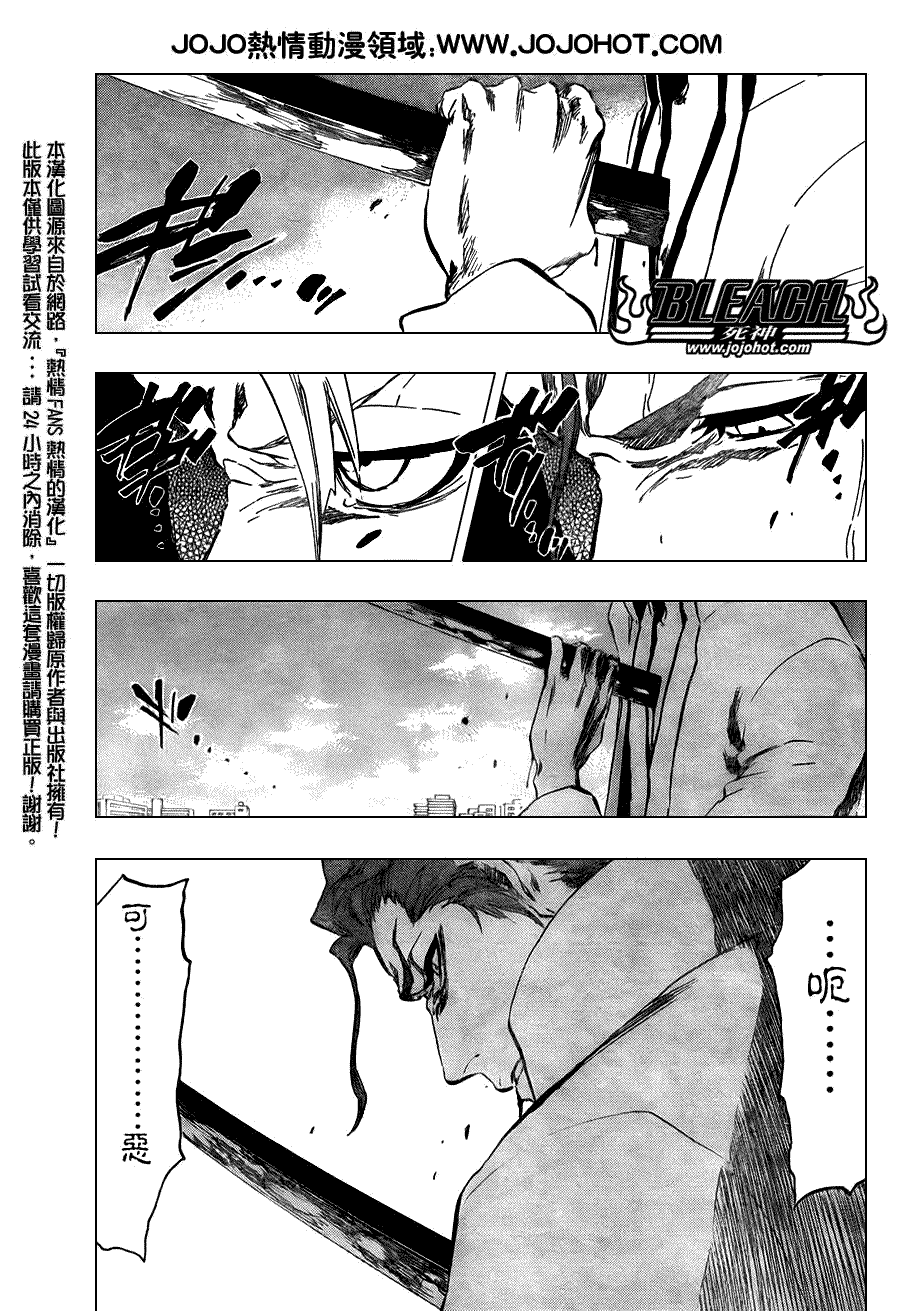 JOJO熱情動漫領域:WWW.JOJOHOT.COM
本漢化圖源來自於網路，『熱情FANS 熱情的漢化』一切版權歸原作者與出版社擁有！
此版本僅供學習試看交流... 請 24 小時之內消除，喜歡這套漫畫請購買正版！謝謝。
BLEACH
死神
www.jojohot.com
...呃......
可...............惡